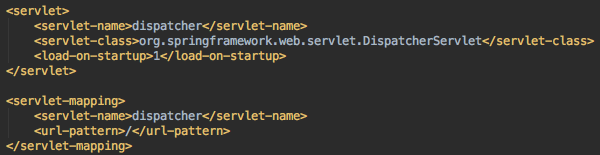 <servlet>
    <servlet-name>dispatcher</servlet-name>
    <servlet-class>org.springframework.web.servlet.DispatcherServlet</servlet-class>
    <load-on-startup>1</load-on-startup>
</servlet>

<servlet-mapping>
    <servlet-name>dispatcher</servlet-name>
    <url-pattern>/</url-pattern>
</servlet-mapping>